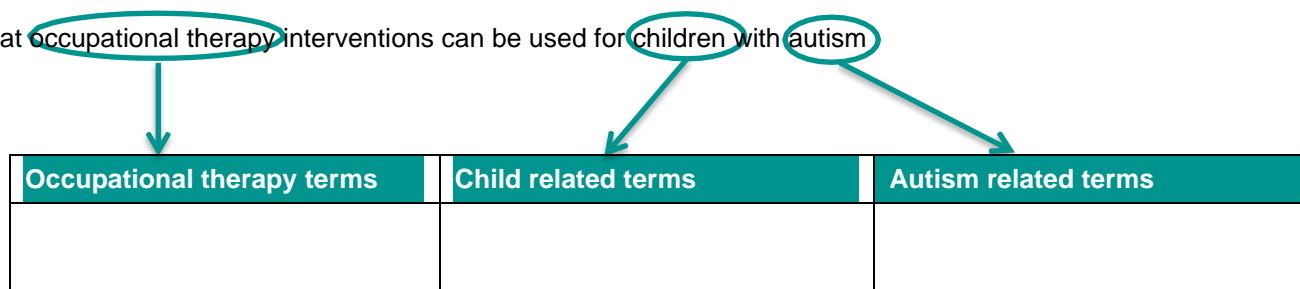 at occupational therapy interventions can be used for children with autism
Occupational therapy terms Child related terms Autism related terms